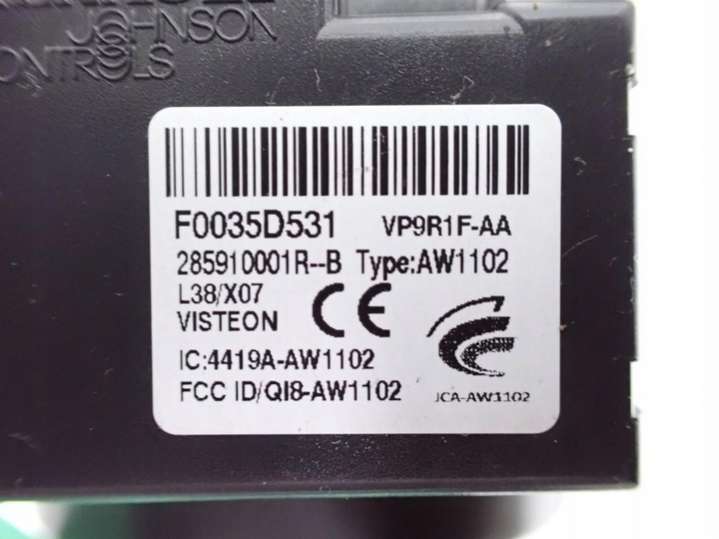 JOHNSON
CONTROLS
F0035D531 VP9R1F-AA
285910001R--B Type:AW1102
L38/X07
VISTEON CE
IC:4419A-AW1102
FCC ID/QI8-AW1102 JCA-AW1102